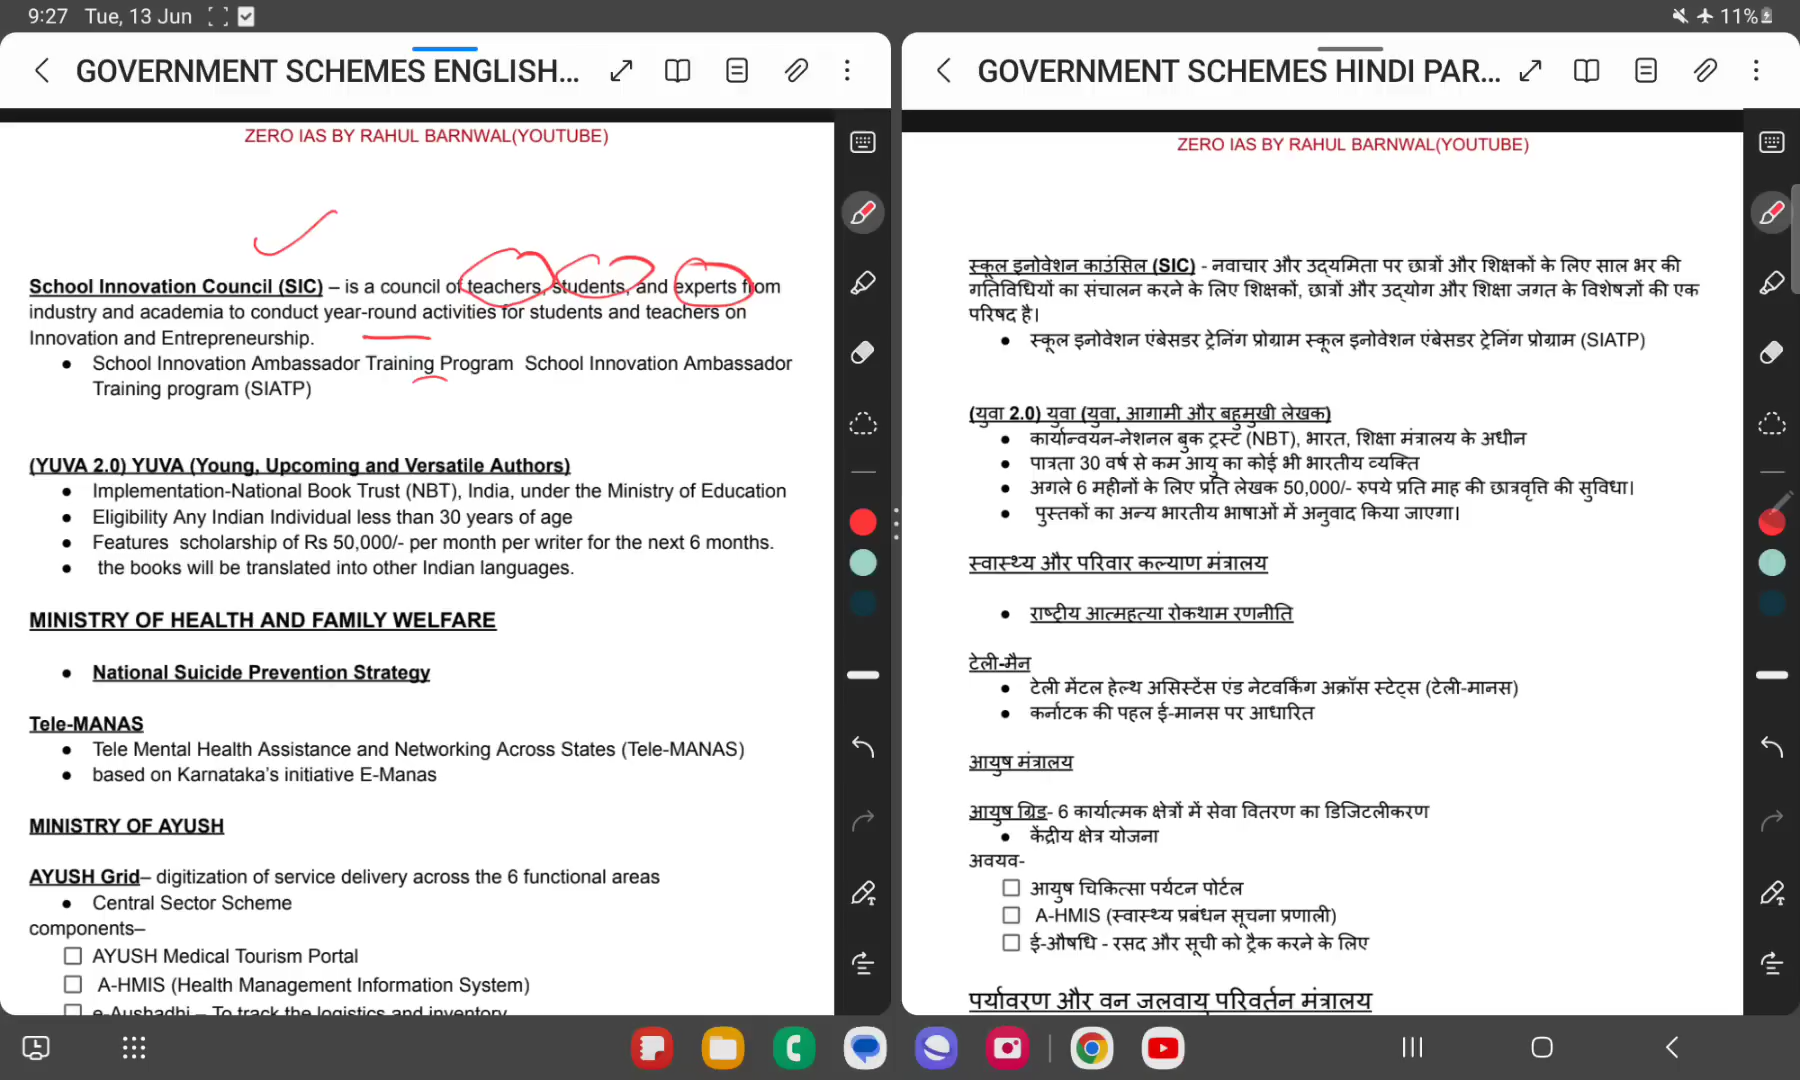 9:27 Tue, 13 Jun
11%
GOVERNMENT SCHEMES ENGLISH...
ZERO IAS BY RAHUL BARNWAL(YOUTUBE)
School Innovation Council (SIC) – is a council of teachers, students, and experts from
industry and academia to conduct year-round activities for students and teachers on
Innovation and Entrepreneurship.
● School Innovation Ambassador Training Program School Innovation Ambassador
Training program (SIATP)
(YUVA 2.0) YUVA (Young, Upcoming and Versatile Authors)
● Implementation-National Book Trust (NBT), India, under the Ministry of Education
● Eligibility Any Indian Individual less than 30 years of age
● Features scholarship of Rs 50,000/- per month per writer for the next 6 months.
● the books will be translated into other Indian languages.
MINISTRY OF HEALTH AND FAMILY WELFARE
● National Suicide Prevention Strategy
Tele-MANAS
● Tele Mental Health Assistance and Networking Across States (Tele-MANAS)
● based on Karnataka's initiative E-Manas
MINISTRY OF AYUSH
AYUSH Grid– digitization of service delivery across the 6 functional areas
● Central Sector Scheme
components–
☐ AYUSH Medical Tourism Portal
☐ A-HMIS (Health Management Information System)
☐ e-Aushadhi – To track the logistics and inventory
GOVERNMENT SCHEMES HINDI PAR...
ZERO IAS BY RAHUL BARNWAL(YOUTUBE)
स्कूल इनोवेशन काउंसिल (SIC) - नवाचार और उद्यमिता पर छात्रों और शिक्षकों के लिए साल भर की
गतिविधियों का संचालन करने के लिए शिक्षकों, छात्रों और उद्योग और शिक्षा जगत के विशेषज्ञों की एक
परिषद है।
● स्कूल इनोवेशन एंबेसडर ट्रेनिंग प्रोग्राम स्कूल इनोवेशन एंबेसडर ट्रेनिंग प्रोग्राम (SIATP)
(युवा 2.0) युवा (युवा, आगामी और बहुमुखी लेखक)
● कार्यान्वयन-नेशनल बुक ट्रस्ट (NBT), भारत, शिक्षा मंत्रालय के अधीन
● पात्रता 30 वर्ष से कम आयु का कोई भी भारतीय व्यक्ति
● अगले 6 महीनों के लिए प्रति लेखक 50,000/- रुपये प्रति माह की छात्रवृत्ति की सुविधा।
● पुस्तकों का अन्य भारतीय भाषाओं में अनुवाद किया जाएगा।
स्वास्थ्य और परिवार कल्याण मंत्रालय
● राष्ट्रीय आत्महत्या रोकथाम रणनीति
टेली-मैन
● टेली मेंटल हेल्थ असिस्टेंस एंड नेटवर्किंग अक्रॉस स्टेट्स (टेली-मानस)
● कर्नाटक की पहल ई-मानस पर आधारित
आयुष मंत्रालय
आयुष ग्रिड- 6 कार्यात्मक क्षेत्रों में सेवा वितरण का डिजिटलीकरण
● केंद्रीय क्षेत्र योजना
अवयव-
☐ आयुष चिकित्सा पर्यटन पोर्टल
☐ A-HMIS (स्वास्थ्य प्रबंधन सूचना प्रणाली)
☐ ई-औषधि - रसद और सूची को ट्रैक करने के लिए
पर्यावरण और वन जलवायु परिवर्तन मंत्रालय